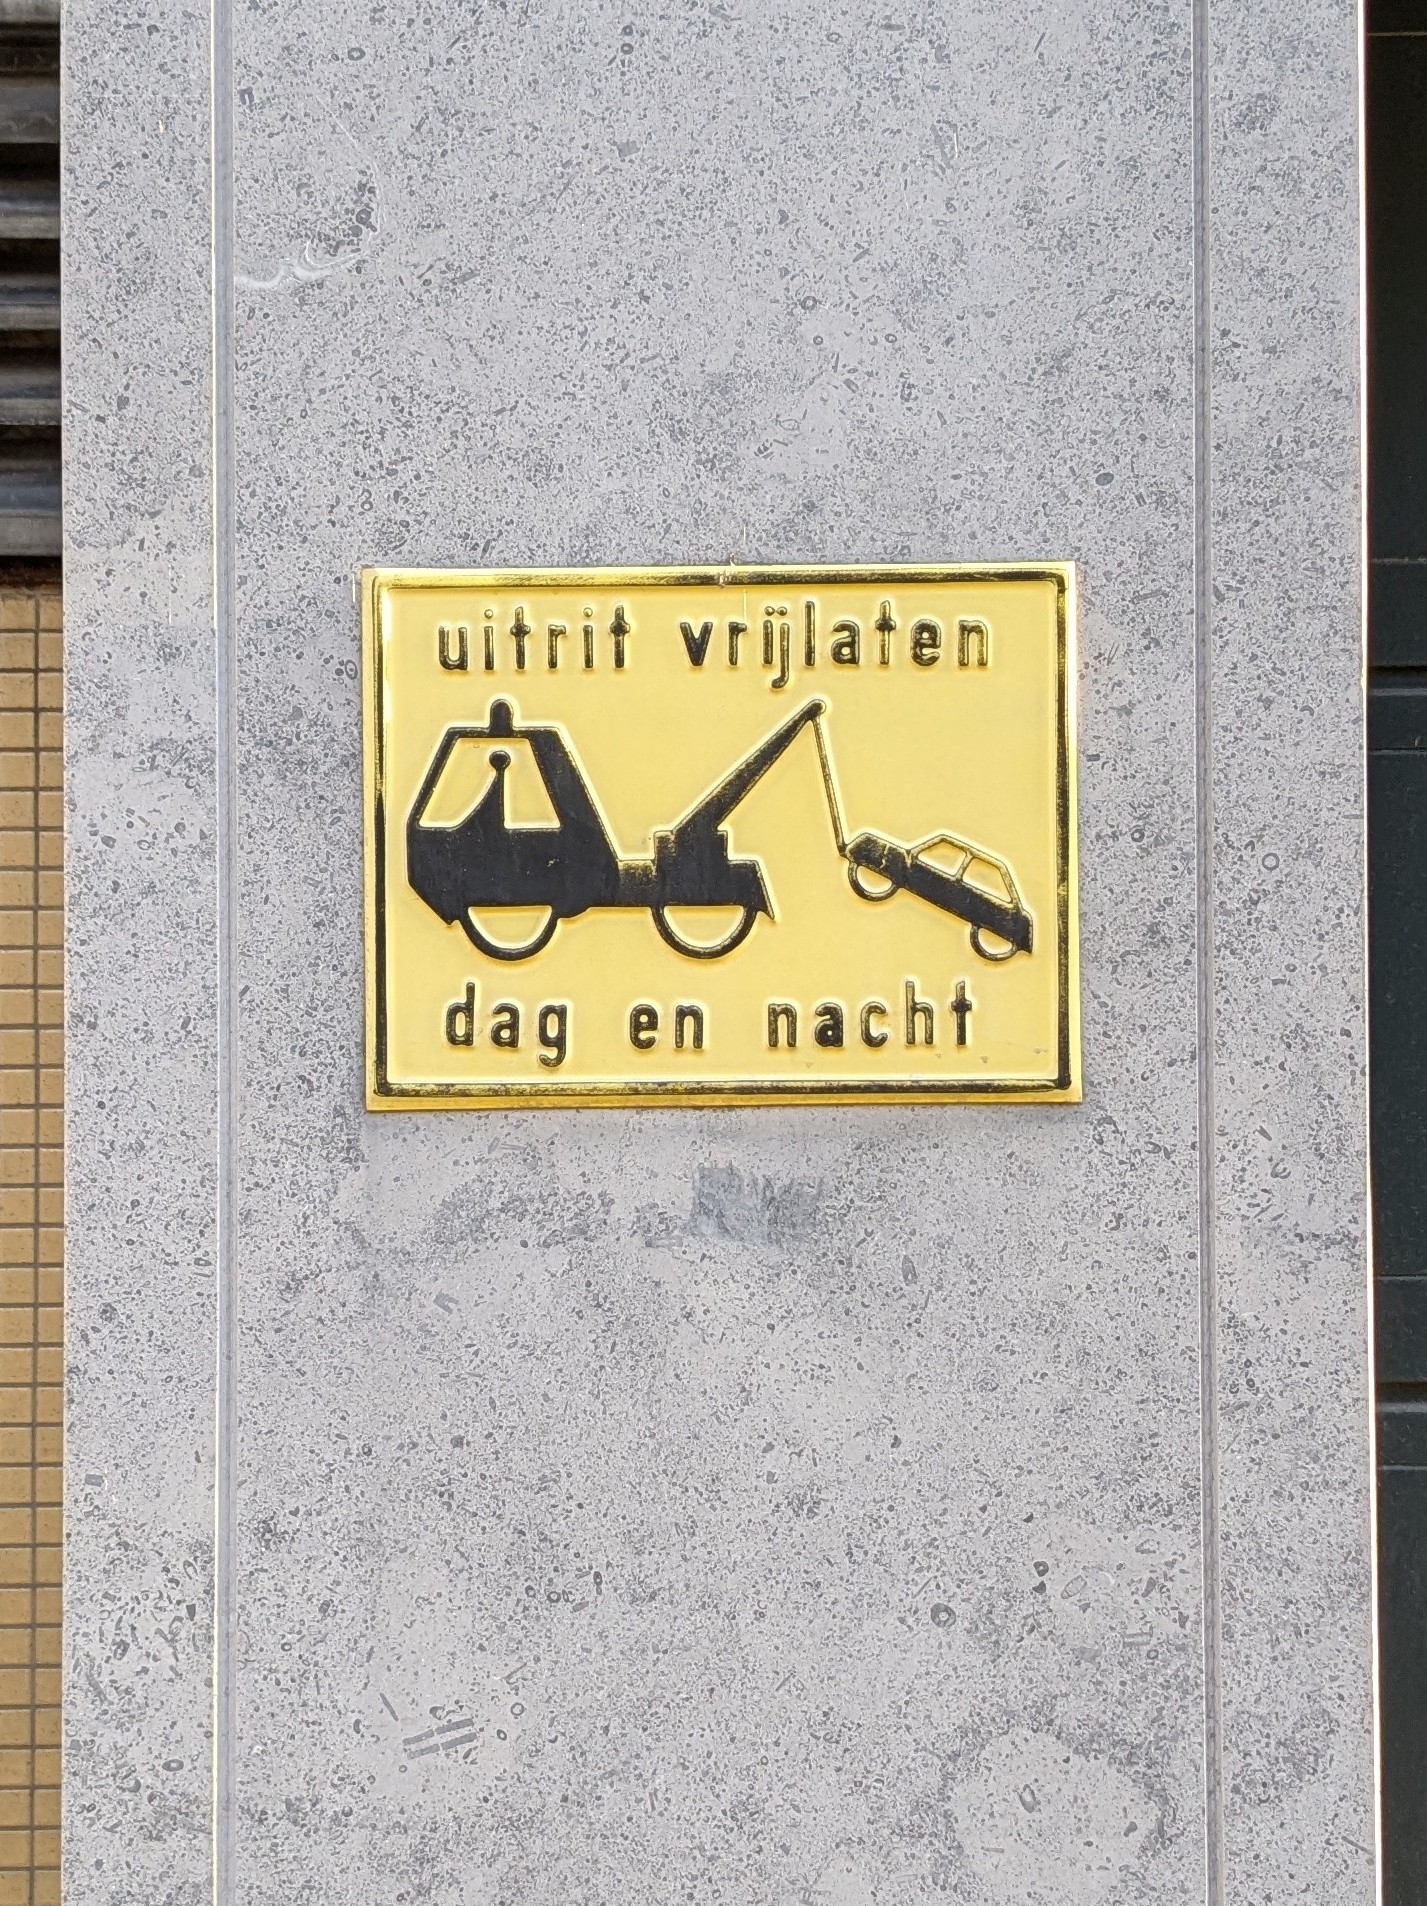 uitrit vrijlaten
dag en nacht